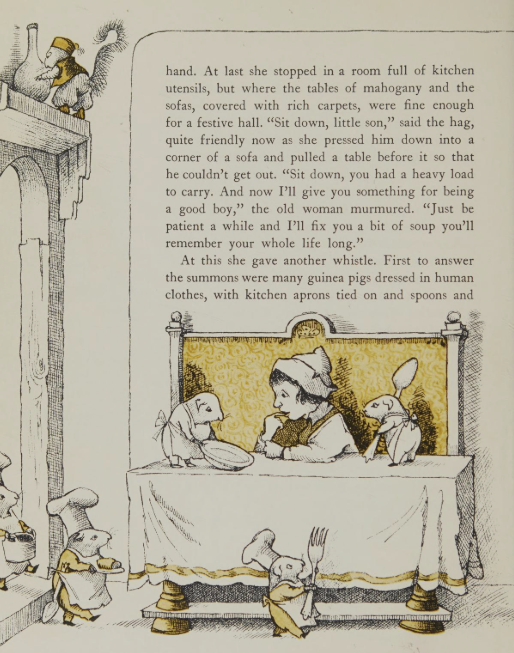 hand. At last she stopped in a room full of kitchen
utensils, but where the tables of mahogany and the
sofas, covered with rich carpets, were fine enough
for a festive hall. “Sit down, little son,” said the hag,
quite friendly now as she pressed him down into a
corner of a sofa and pulled a table before it so that
he couldn’t get out. “Sit down, you had a heavy load
to carry. And now I’ll give you something for being
a good boy,” the old woman murmured. “Just be
patient a while and I’ll fix you a bit of soup you’ll
remember your whole life long.”
At this she gave another whistle. First to answer
the summons were many guinea pigs dressed in human
clothes, with kitchen aprons tied on and spoons and